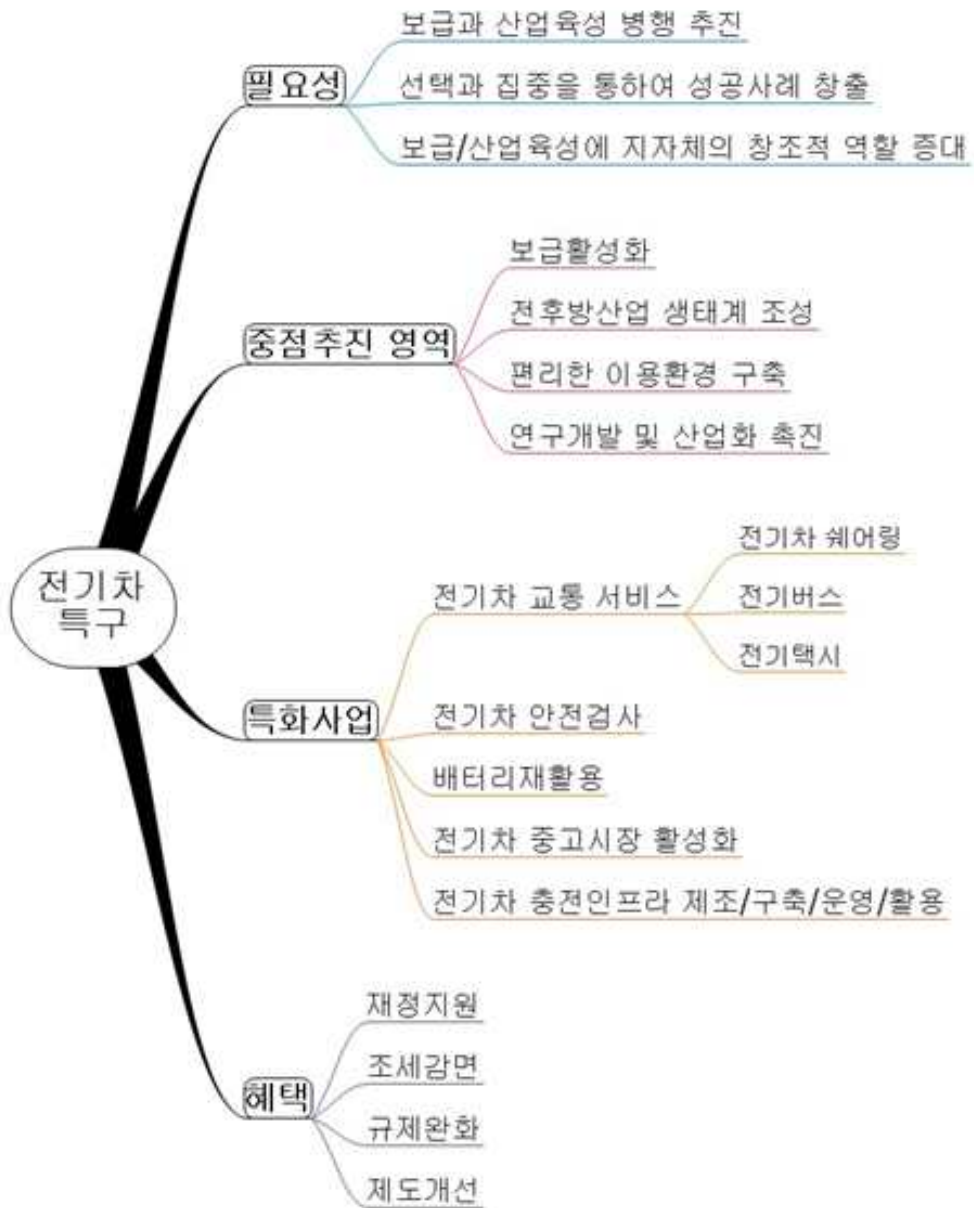 보급과 산업육성 병행 추진
필요성
선택과 집중을 통하여 성공사례 창출
보급/산업육성에 지자체의 창조적 역할 증대
보급활성화
전후방산업 생태계 조성
중점추진 영역
편리한 이용환경 구축
연구개발 및 산업화 촉진
전기차
특구
전기차 쉐어링
전기차 교통 서비스
전기버스
전기택시
특화사업
전기차 안전검사
배터리재활용
전기차 중고시장 활성화
전기차 충전인프라 제조/구축/운영/활용
재정지원
조세감면
혜택
규제완화
제도개선